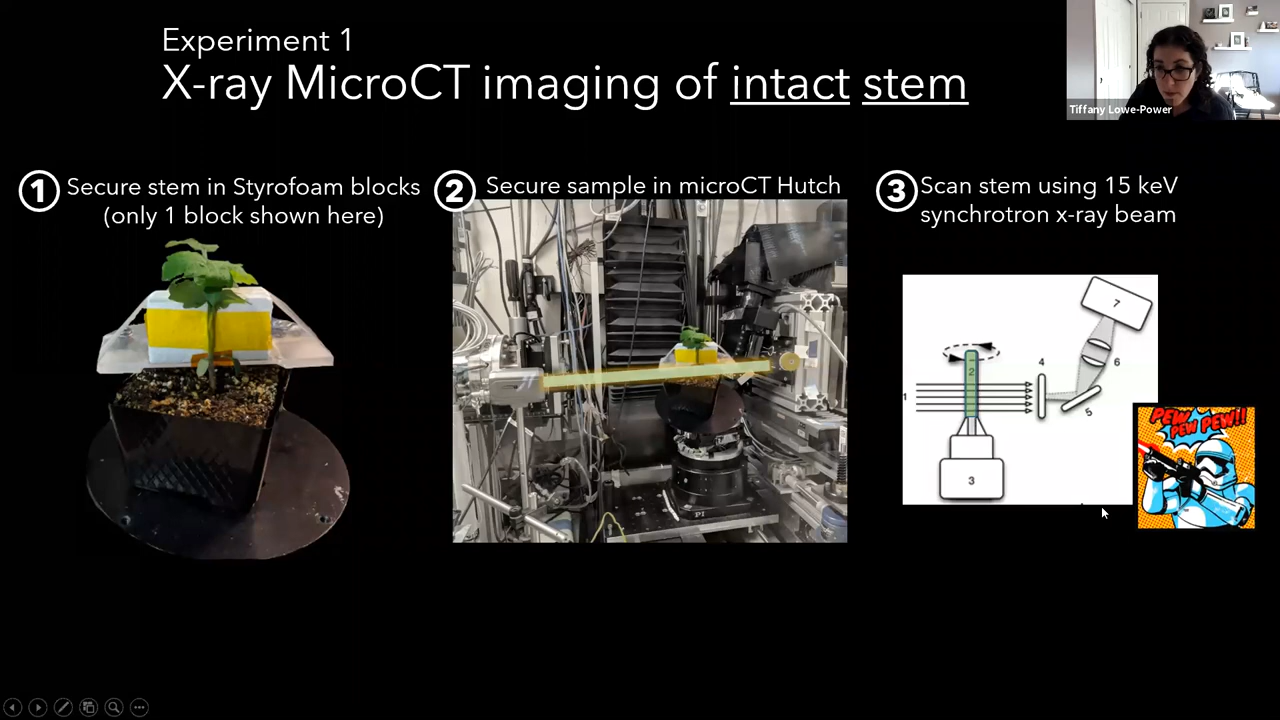 Experiment 1
X-ray MicroCT imaging of intact stem
Tiffany Lowe-Power
1 Secure stem in Styrofoam blocks
(only 1 block shown here)
2 Secure sample in microCT Hutch
PI
3 Scan stem using 15 keV
synchrotron x-ray beam
7
4
6
2
1
5
3
PEW
PEW PEW!!